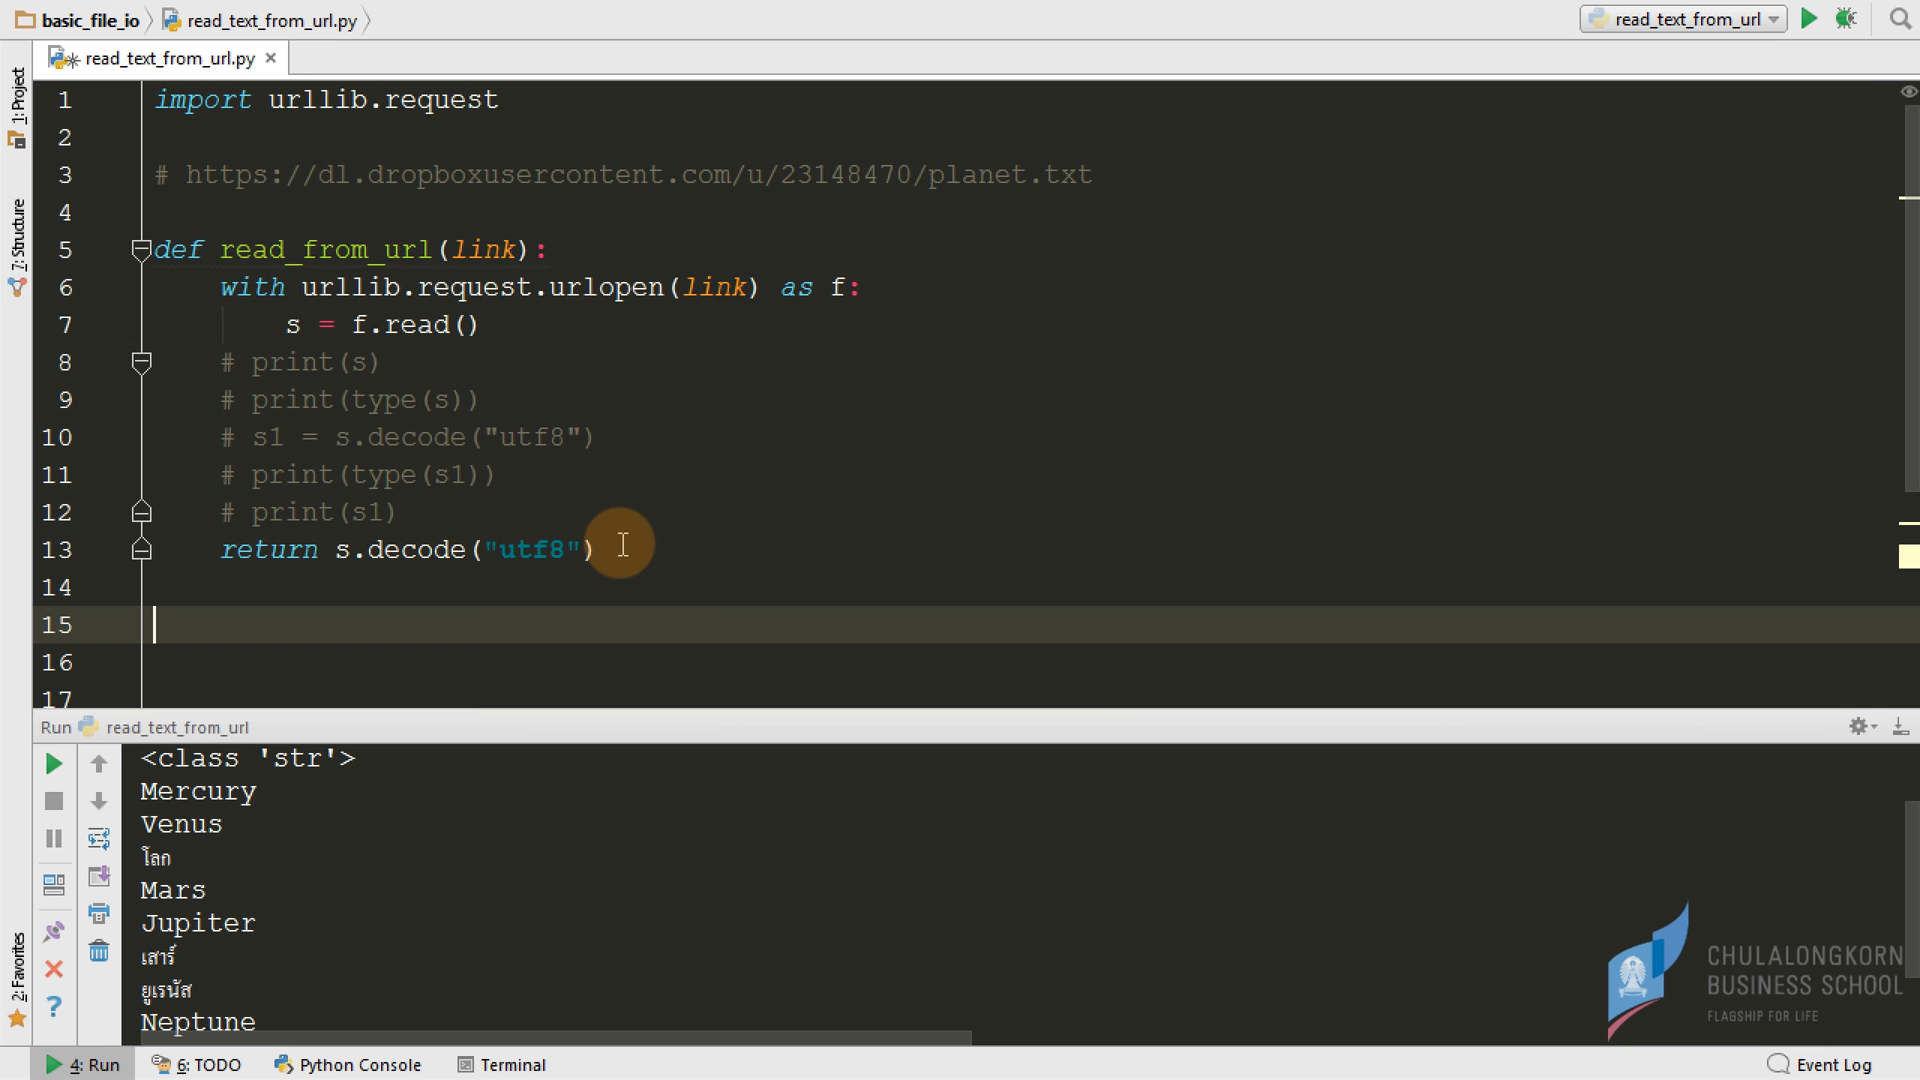 basic_file_io read_text_from_url.py read_text_from_url
read_text_from_url.py
1: Project
7: Structure
2: Favorites
1 import urllib.request
2
3 # https://dl.dropboxusercontent.com/u/23148470/planet.txt
4
5 def read_from_url(link):
6 with urllib.request.urlopen(link) as f:
7 s = f.read()
8 # print(s)
9 # print(type(s))
10 # s1 = s.decode("utf8")
11 # print(type(s1))
12 # print(s1)
13 return s.decode("utf8")
14
15
16
17
Run read_text_from_url
<class 'str'>
Mercury
Venus
โลก
Mars
Jupiter
เสาร์
ยูเรนัส
Neptune
CHULALONGKORN
BUSINESS SCHOOL
FLAGSHIP FOR LIFE
4: Run 6: TODO Python Console Terminal Event Log